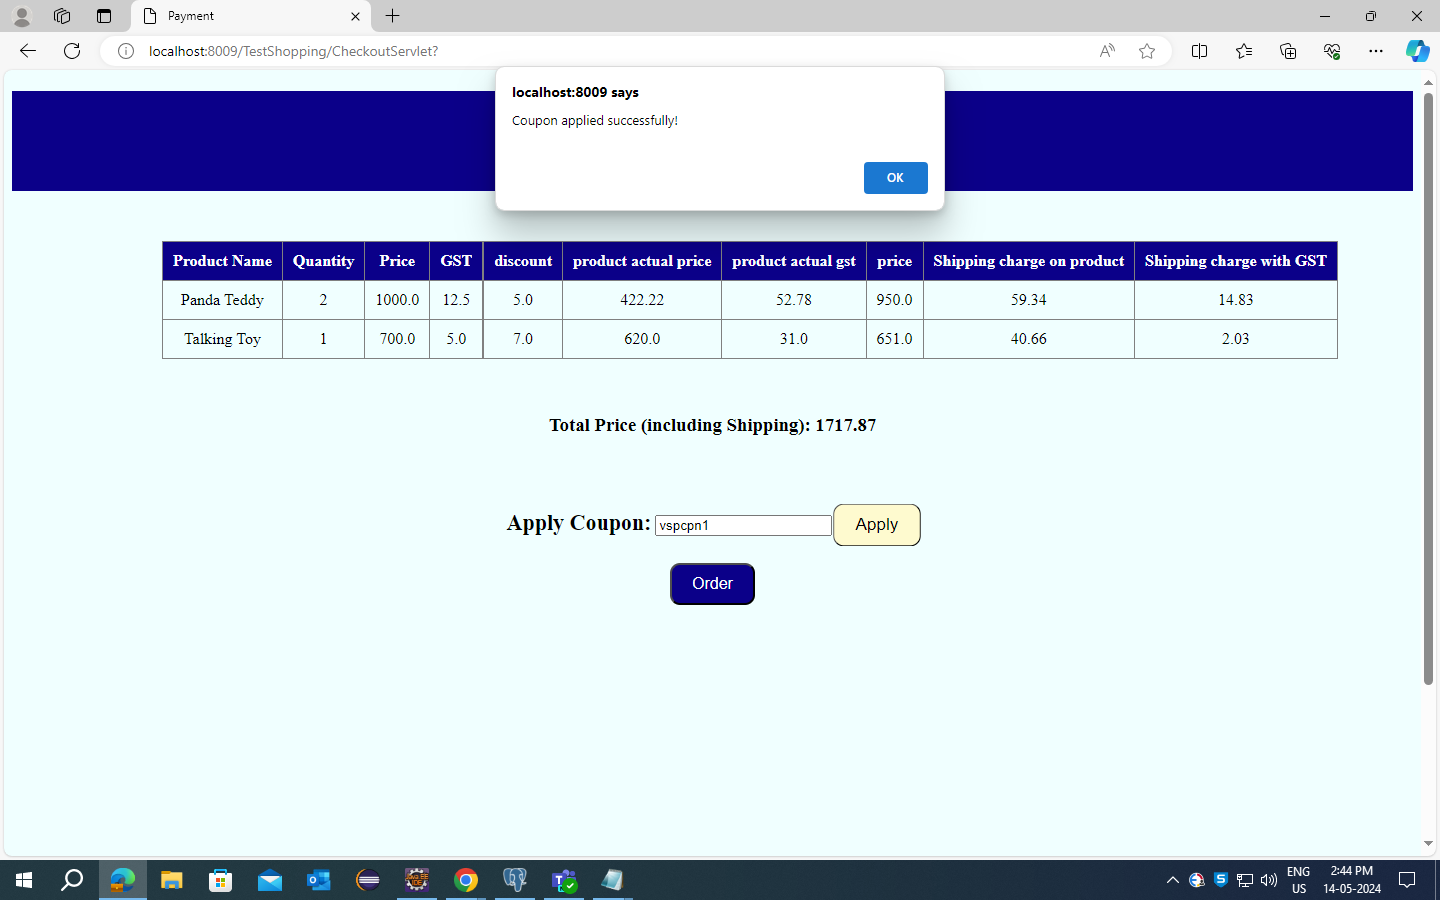 Payment
localhost:8009/TestShopping/CheckoutServlet?
localhost:8009 says
Coupon applied successfully!
OK
Product Name Quantity Price GST discount product actual price product actual gst price Shipping charge on product Shipping charge with GST
Panda Teddy 2 1000.0 12.5 5.0 422.22 52.78 950.0 59.34 14.83
Talking Toy 1 700.0 5.0 7.0 620.0 31.0 651.0 40.66 2.03
Total Price (including Shipping): 1717.87
Apply Coupon: vspcpn1 Apply
Order
ENG 2:44 PM
US 14-05-2024